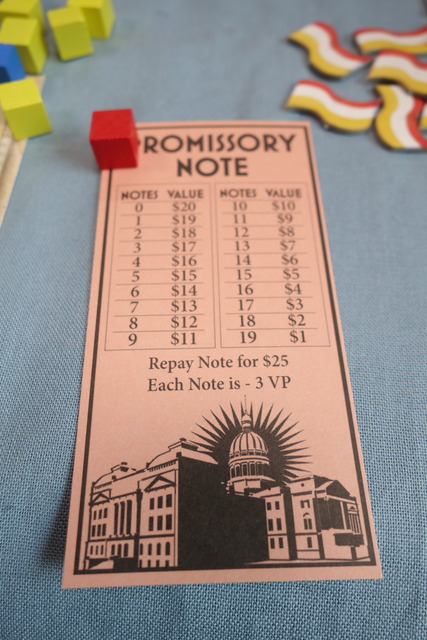 ROMISSORY
NOTE
NOTES VALUE NOTES VALUE
0 $20 10 $10
1 $19 11 $9
2 $18 12 $8
3 $17 13 $7
4 $16 14 $6
5 $15 15 $5
6 $14 16 $4
7 $13 17 $3
8 $12 18 $2
9 $11 19 $1
Repay Note for $25
Each Note is - 3 VP